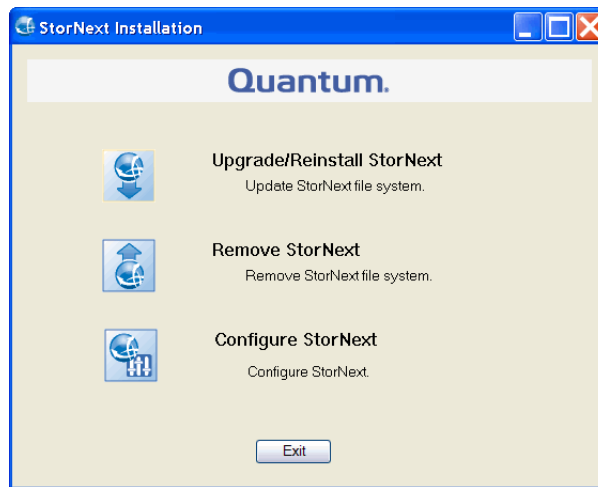 StorNext Installation
Quantum.
Upgrade/Reinstall StorNext
Update StorNext file system.
Remove StorNext
Remove StorNext file system.
Configure StorNext
Configure StorNext.
Exit